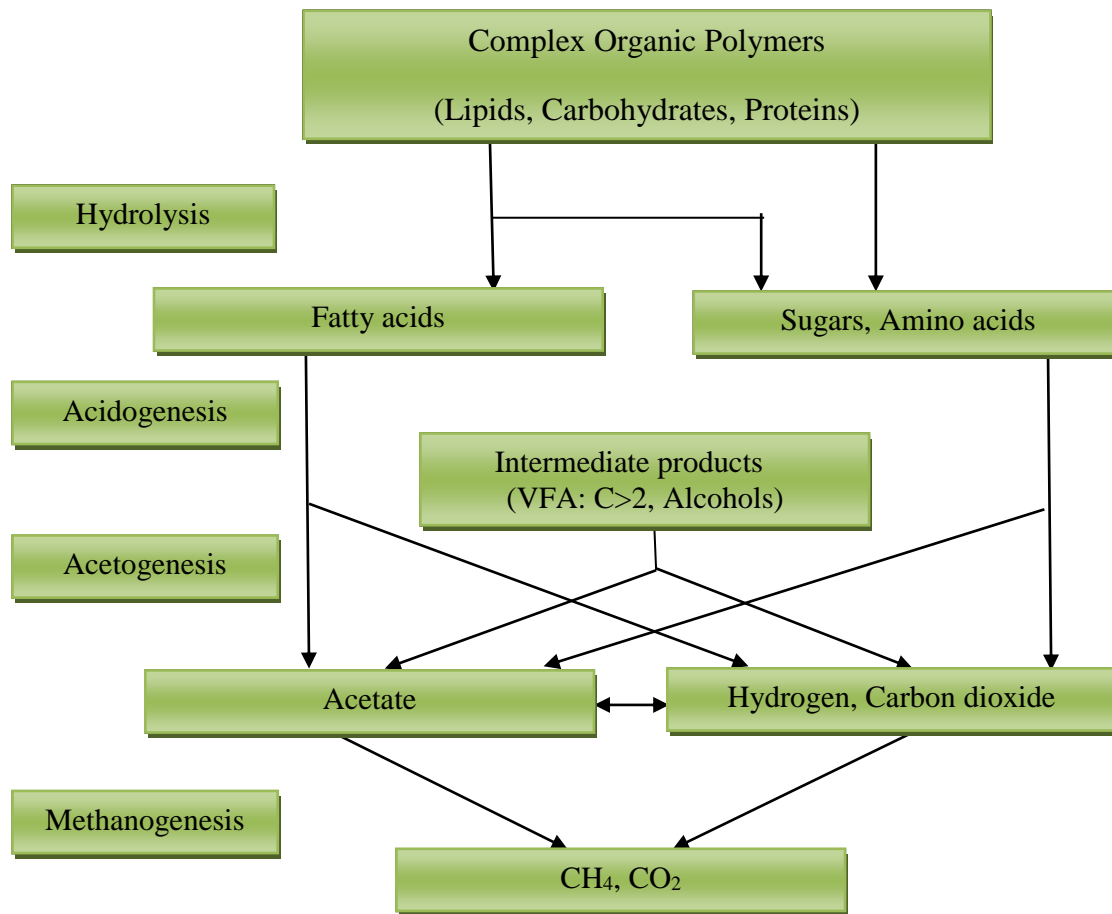 Complex Organic Polymers
(Lipids, Carbohydrates, Proteins)
Hydrolysis
Fatty acids
Sugars, Amino acids
Acidogenesis
Intermediate products
(VFA: C>2, Alcohols)
Acetogenesis
Acetate
Hydrogen, Carbon dioxide
Methanogenesis
CH₄, CO₂